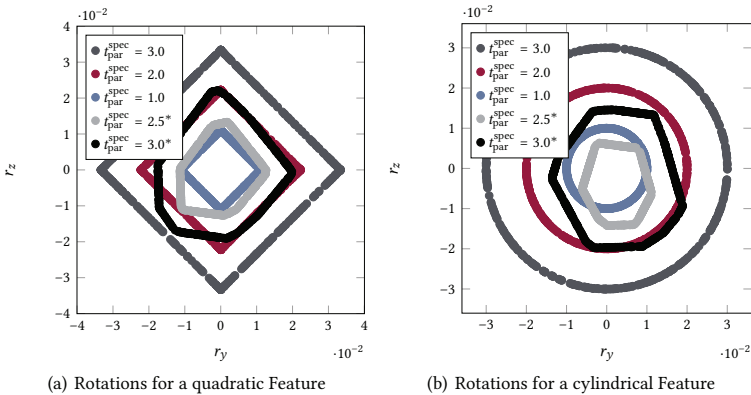 ·10⁻²
4
3
2
1
0
−1
−2
−3
−4
−4 −3 −2 −1 0 1 2 3 4
·10⁻²
r_z
r_y
t_par^spec = 3.0
t_par^spec = 2.0
t_par^spec = 1.0
t_par^spec = 2.5*
t_par^spec = 3.0*
(a) Rotations for a quadratic Feature
·10⁻²
3
2
1
0
−1
−2
−3
−3 −2 −1 0 1 2 3
·10⁻²
r_z
r_y
t_par^spec = 3.0
t_par^spec = 2.0
t_par^spec = 1.0
t_par^spec = 2.5*
t_par^spec = 3.0*
(b) Rotations for a cylindrical Feature